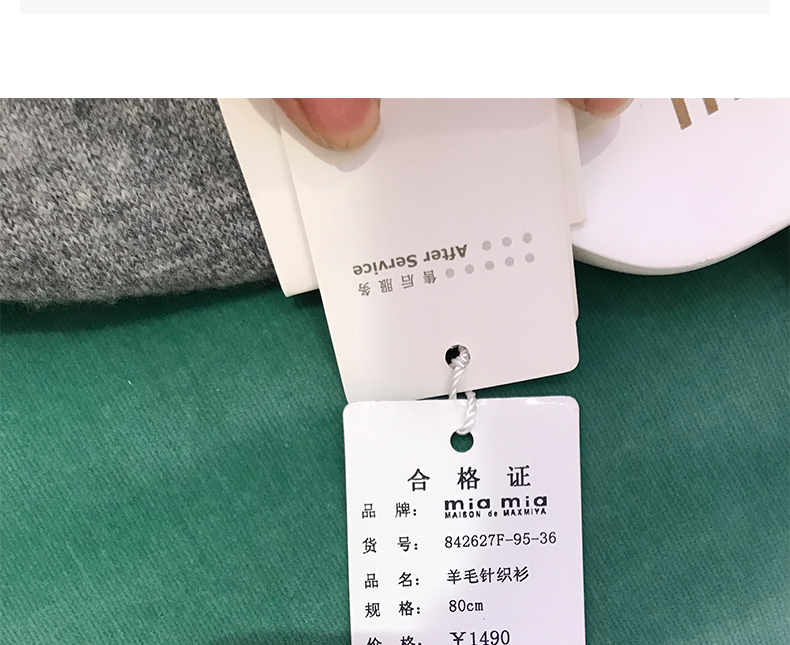 After Service
售后服务
合格证
品 牌: mia mia
MAISON de MAXMIYA
货 号: 842627F-95-36
品 名: 羊毛针织衫
规 格: 80cm
价 格: ¥1490